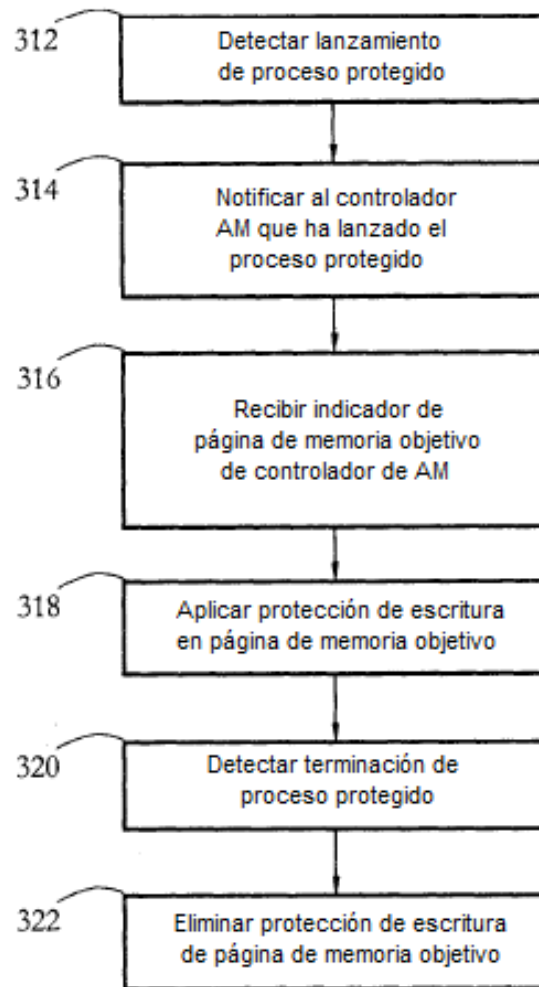 312
Detectar lanzamiento
de proceso protegido
314
Notificar al controlador
AM que ha lanzado el
proceso protegido
316
Recibir indicador de
página de memoria objetivo
de controlador de AM
318
Aplicar protección de escritura
en página de memoria objetivo
320
Detectar terminación de
proceso protegido
322
Eliminar protección de escritura
de página de memoria objetivo